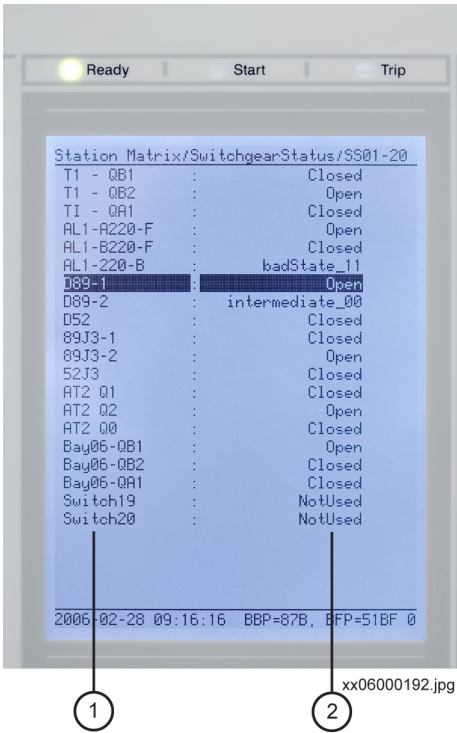 Ready Start Trip
Station Matrix/SwitchgearStatus/SS01-20
T1 - QB1 : Closed
T1 - QB2 : Open
TI - QA1 : Closed
AL1-A220-F : Open
AL1-B220-F : Closed
AL1-220-B : badState_11
D89-1 : Open
D89-2 : intermediate_00
D52 : Closed
89J3-1 : Closed
89J3-2 : Open
52J3 : Closed
AT2 Q1 : Closed
AT2 Q2 : Open
AT2 Q0 : Closed
Bay06-QB1 : Open
Bay06-QB2 : Closed
Bay06-QA1 : Closed
Switch19 : NotUsed
Switch20 : NotUsed
2006-02-28 09:16:16 BBP=87B, BFP=51BF 0
xx06000192.jpg
1 2